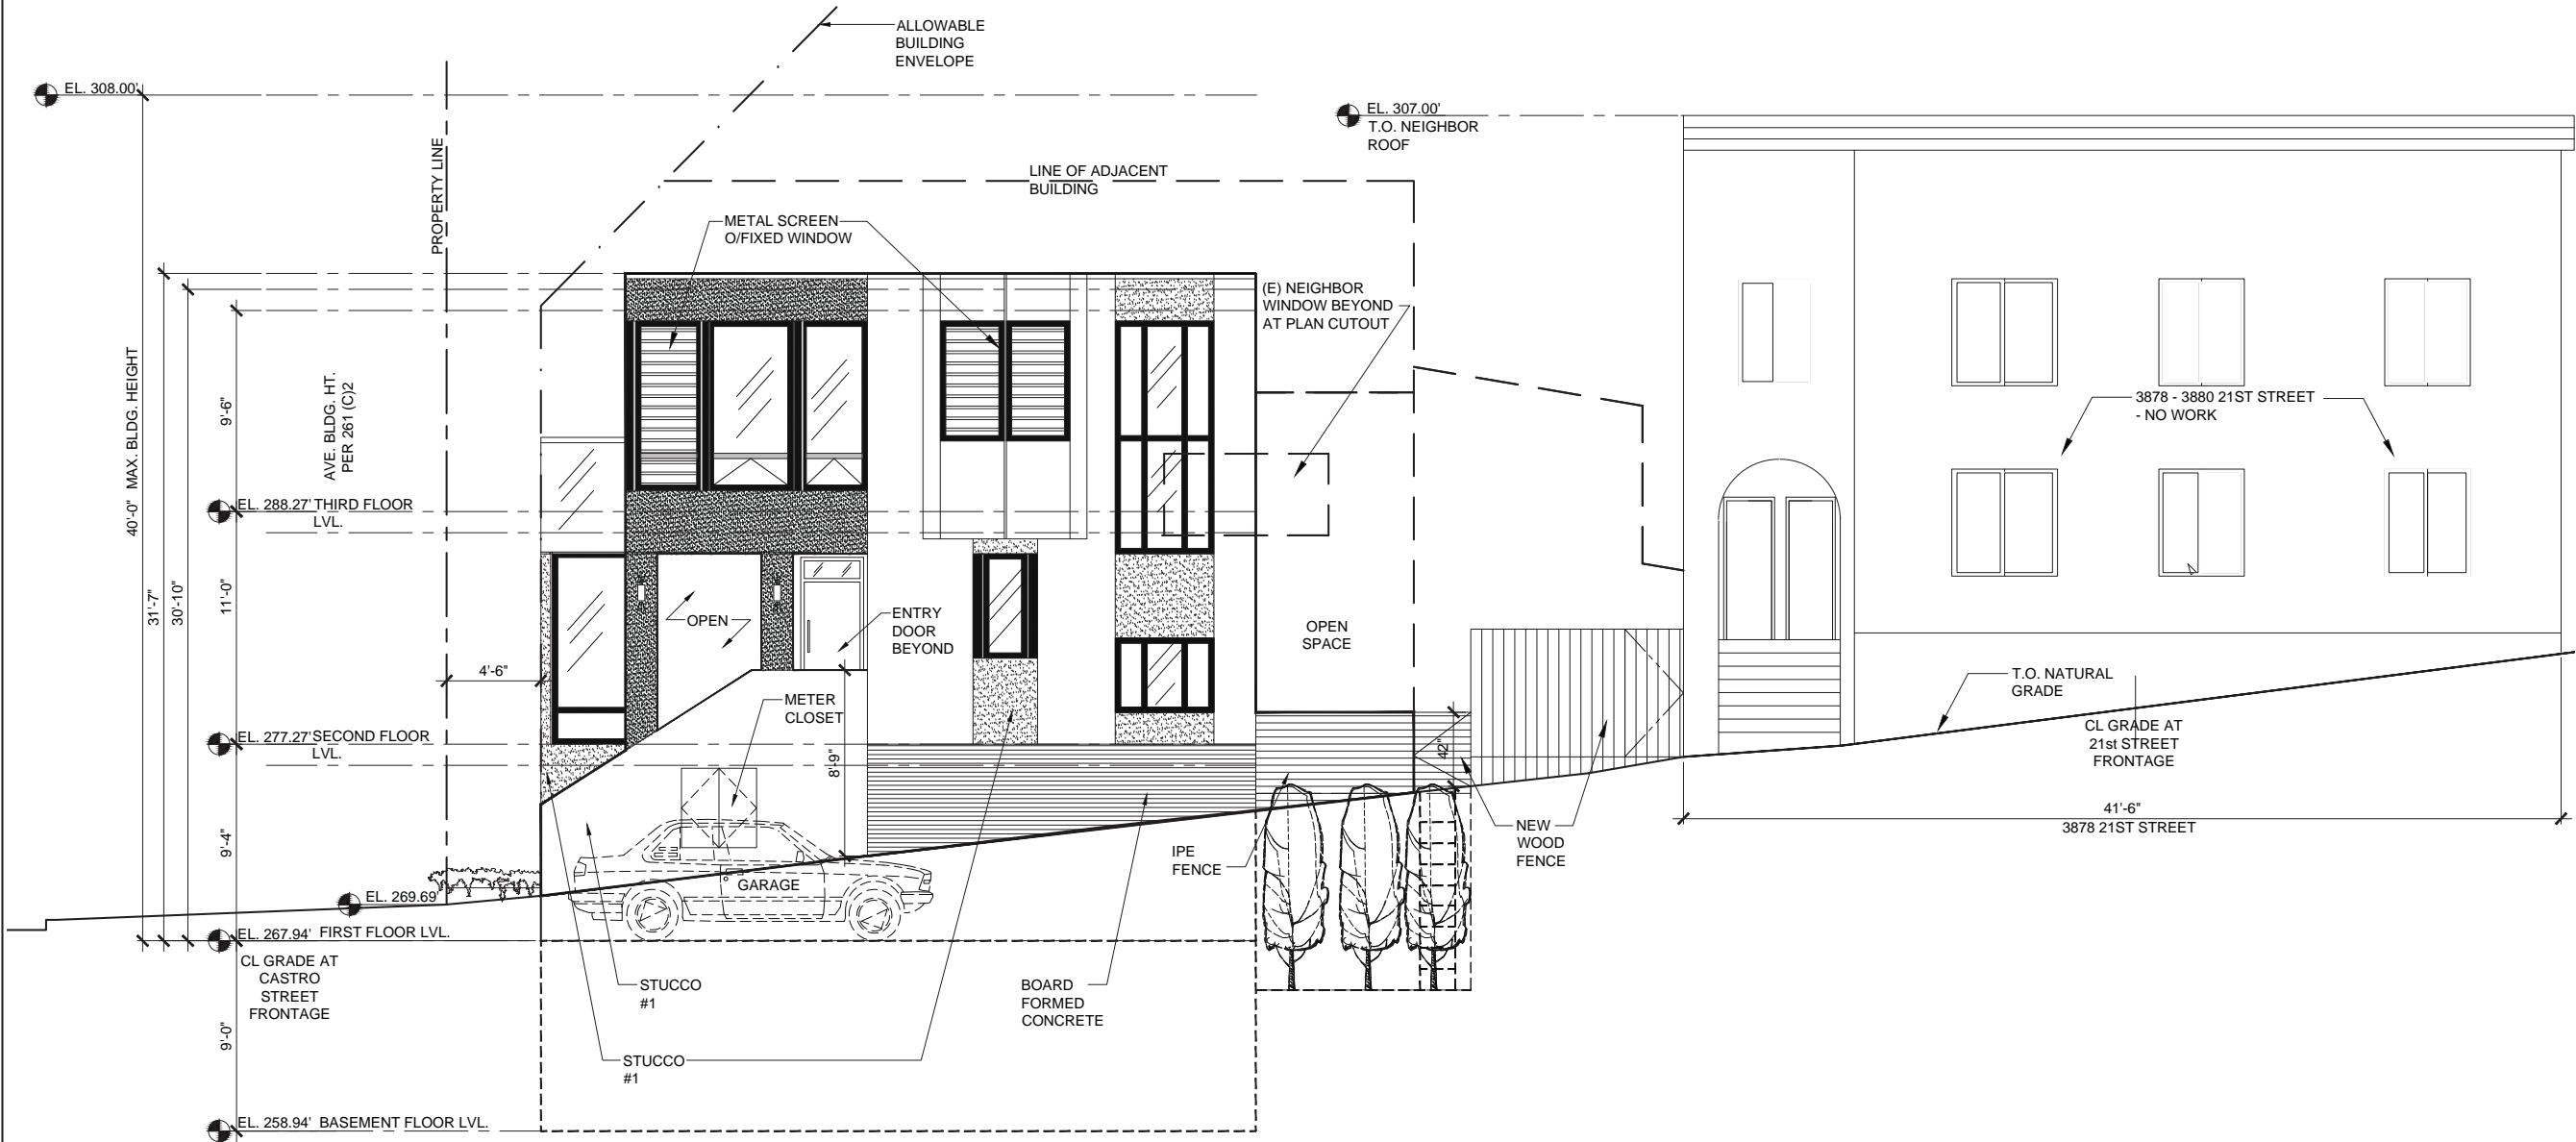 ALLOWABLE
BUILDING
ENVELOPE
EL. 308.00'
EL. 307.00'
T.O. NEIGHBOR
ROOF
PROPERTY LINE
LINE OF ADJACENT
BUILDING
METAL SCREEN
O/FIXED WINDOW
(E) NEIGHBOR
WINDOW BEYOND
AT PLAN CUTOUT
40'-0" MAX. BLDG. HEIGHT
AVE. BLDG. HT.
PER 261 (C)2
9'-6"
3878 - 3880 21ST STREET
- NO WORK
EL. 288.27' THIRD FLOOR
LVL.
31'-7"
30'-10"
11'-0"
OPEN
ENTRY
DOOR
BEYOND
OPEN
SPACE
4'-6"
METER
CLOSET
T.O. NATURAL
GRADE
CL GRADE AT
21st STREET
FRONTAGE
EL. 277.27' SECOND FLOOR
LVL.
8'-9"
42"
41'-6"
3878 21ST STREET
9'-4"
IPE
FENCE
NEW
WOOD
FENCE
GARAGE
EL. 269.69'
EL. 267.94' FIRST FLOOR LVL.
CL GRADE AT
CASTRO
STREET
FRONTAGE
STUCCO
#1
BOARD
FORMED
CONCRETE
9'-0"
STUCCO
#1
EL. 258.94' BASEMENT FLOOR LVL.